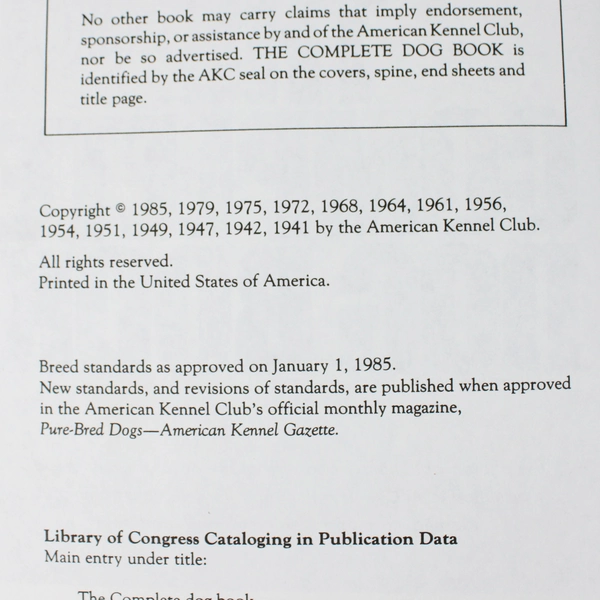 No other book may carry claims that imply endorsement,
sponsorship, or assistance by and of the American Kennel Club,
nor be so advertised. THE COMPLETE DOG BOOK is
identified by the AKC seal on the covers, spine, end sheets and
title page.
Copyright © 1985, 1979, 1975, 1972, 1968, 1964, 1961, 1956,
1954, 1951, 1949, 1947, 1942, 1941 by the American Kennel Club.
All rights reserved.
Printed in the United States of America.
Breed standards as approved on January 1, 1985.
New standards, and revisions of standards, are published when approved
in the American Kennel Club's official monthly magazine,
Pure-Bred Dogs—American Kennel Gazette.
Library of Congress Cataloging in Publication Data
Main entry under title:
The Complete dog book